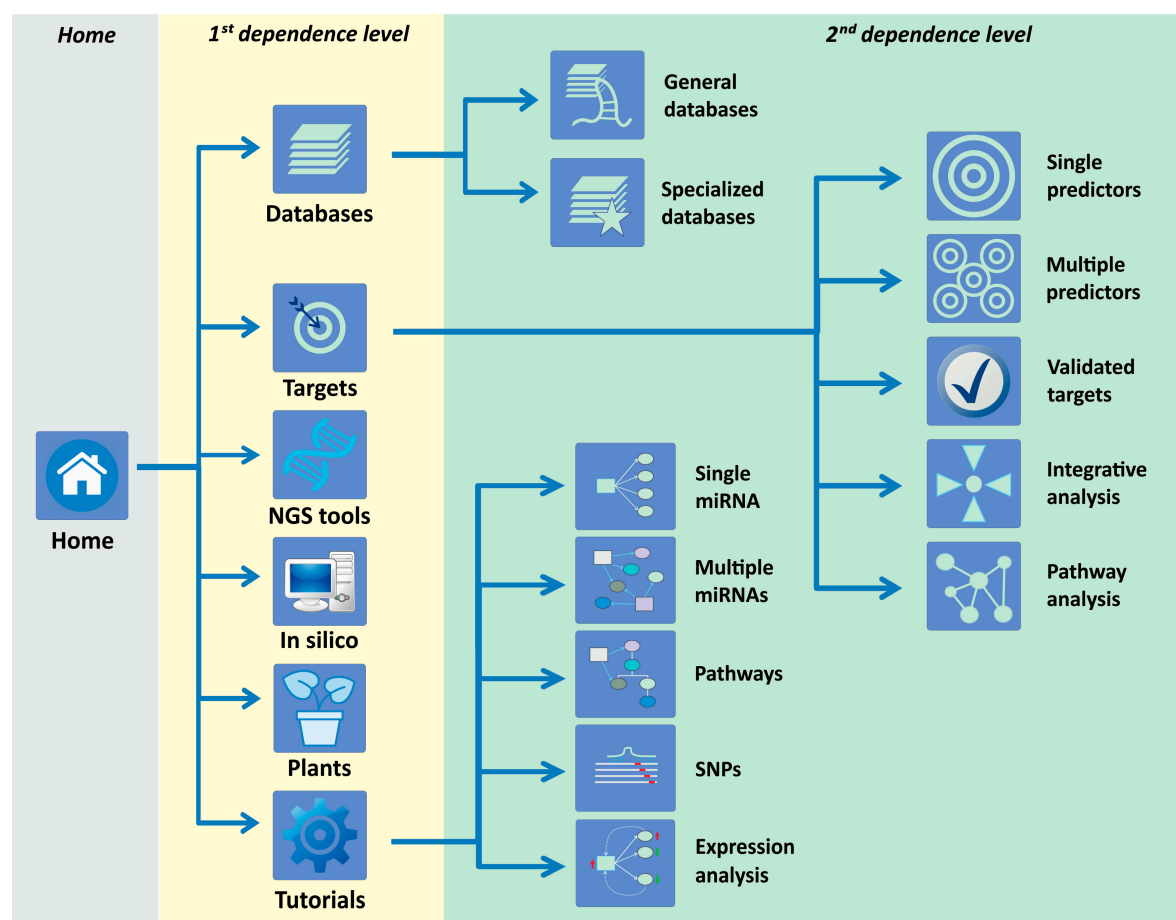 Home
1st dependence level
2nd dependence level
Home
Databases
Targets
NGS tools
In silico
Plants
Tutorials
General
databases
Specialized
databases
Single
miRNA
Multiple
miRNAs
Pathways
SNPs
Expression
analysis
Single
predictors
Multiple
predictors
Validated
targets
Integrative
analysis
Pathway
analysis